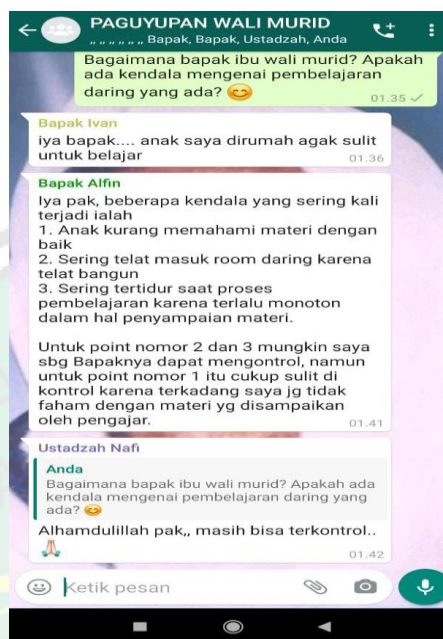 PAGUYUPAN WALI MURID
,, ,, ,, ,, ,, ,, Bapak, Bapak, Ustadzah, Anda
Bagaimana bapak ibu wali murid? Apakah
ada kendala mengenai pembelajaran
daring yang ada? 😊
01.35
Bapak Ivan
iya bapak.... anak saya dirumah agak sulit
untuk belajar
01.36
Bapak Alfin
Iya pak, beberapa kendala yang sering kali
terjadi ialah
1. Anak kurang memahami materi dengan
baik
2. Sering telat masuk room daring karena
telat bangun
3. Sering tertidur saat proses
pembelajaran karena terlalu monoton
dalam hal penyampaian materi.
Untuk point nomor 2 dan 3 mungkin saya
sbg Bapaknya dapat mengontrol, namun
untuk point nomor 1 itu cukup sulit di
kontrol karena terkadang saya jg tidak
faham dengan materi yg disampaikan
oleh pengajar.
01.41
Ustadzah Nafi
Anda
Bagaimana bapak ibu wali murid? Apakah ada
kendala mengenai pembelajaran daring yang
ada? 😊
Alhamdulillah pak,, masih bisa terkontrol..
🙏
01.42
Ketik pesan